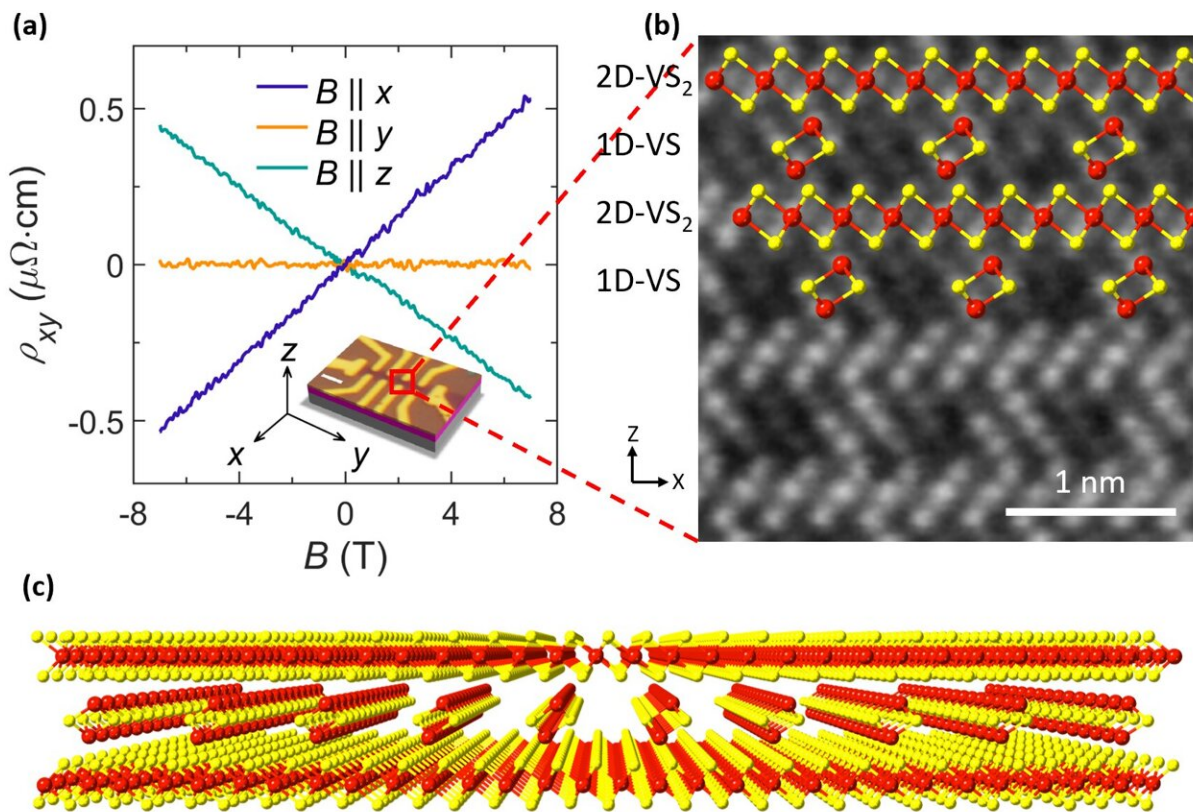 (a)
B || x
B || y
B || z
ρxy (μΩ·cm)
0.5
0
-0.5
-8
-4
0
4
8
B (T)
z
x
y
(b)
2D-VS₂
1D-VS
2D-VS₂
1D-VS
Z
X
1 nm
(c)